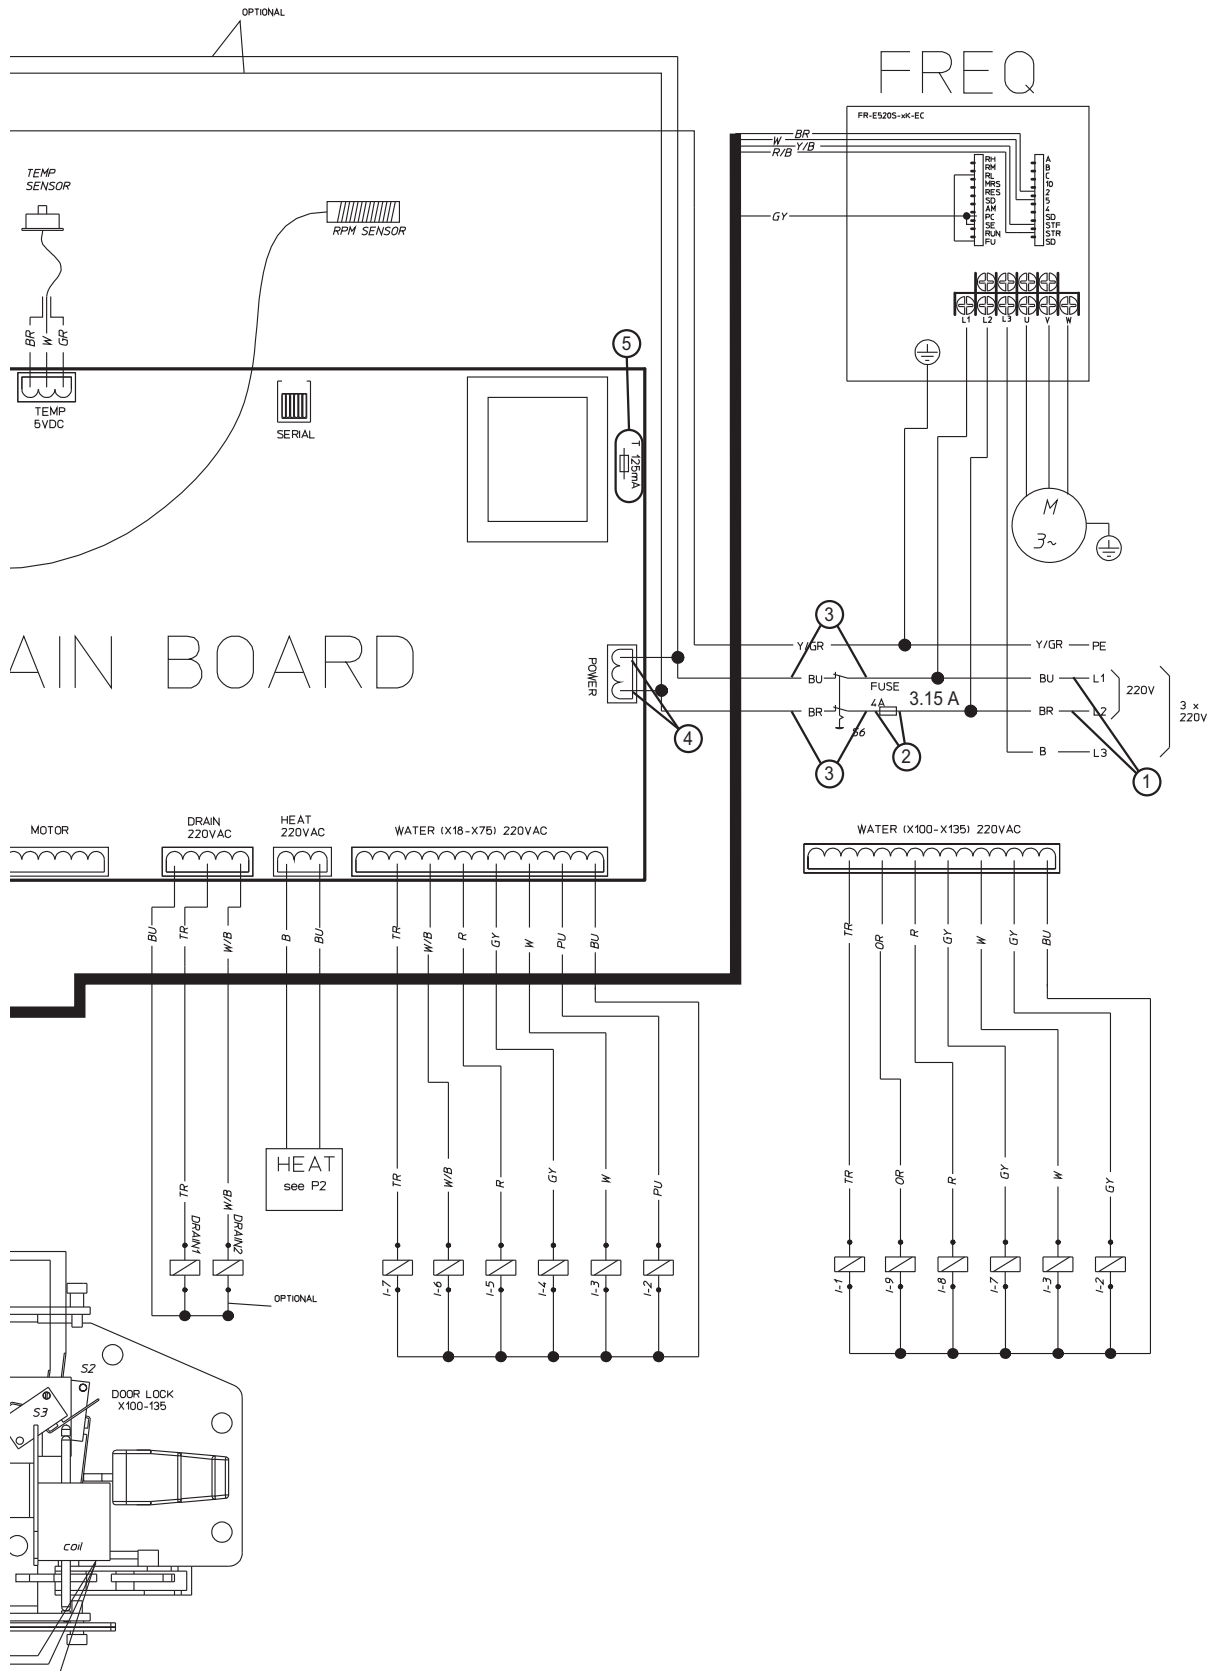 OPTIONAL
FREQ
FR-E520S-xK-EC
BR
W
Y/B
R/B
GY
RH
RM
RL
MRS
RES
SD
AM
PC
SE
RUN
FU
A
B
C
10
2
5
4
SD
STF
STR
SD
L1
L2
L3
U
V
W
TEMP
SENSOR
RPM SENSOR
BR
W
GR
TEMP
5VDC
SERIAL
5
T 125mA
M
3~
AIN BOARD
POWER
3
Y/GR
Y/GR
PE
BU
FUSE
4A
3.15 A
BU
L1
BR
S6
BR
L2
220V
3 x
220V
B
L3
4
3
2
1
MOTOR
DRAIN
220VAC
HEAT
220VAC
WATER (X18-X75) 220VAC
WATER (X100-X135) 220VAC
BU
TR
W/B
B
BU
TR
W/B
R
GY
W
PU
BU
TR
OR
R
GY
W
GY
BU
HEAT
see P2
TR
W/B
TR
W/B
R
GY
W
PU
TR
OR
R
GY
W
GY
DRAIN1
DRAIN2
OPTIONAL
I-7
I-6
I-5
I-4
I-3
I-2
I-1
I-9
I-8
I-7
I-3
I-2
S2
DOOR LOCK
X100-135
S3
coil